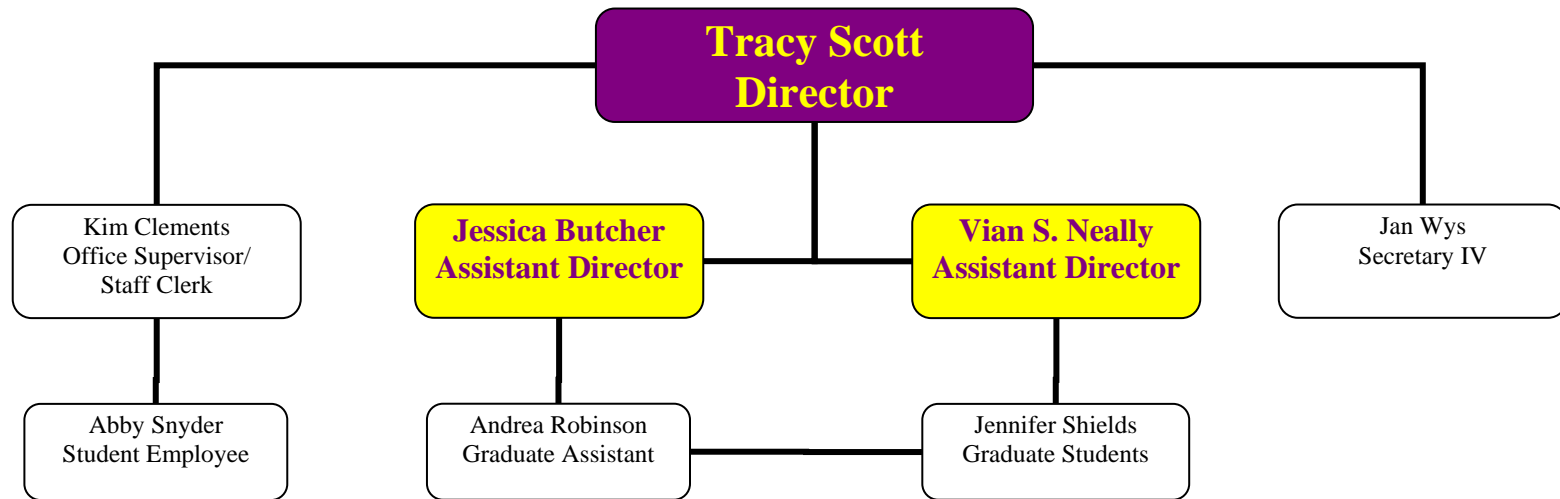 Tracy Scott
Director
Kim Clements
Office Supervisor/
Staff Clerk
Jessica Butcher
Assistant Director
Vian S. Neally
Assistant Director
Jan Wys
Secretary IV
Abby Snyder
Student Employee
Andrea Robinson
Graduate Assistant
Jennifer Shields
Graduate Students